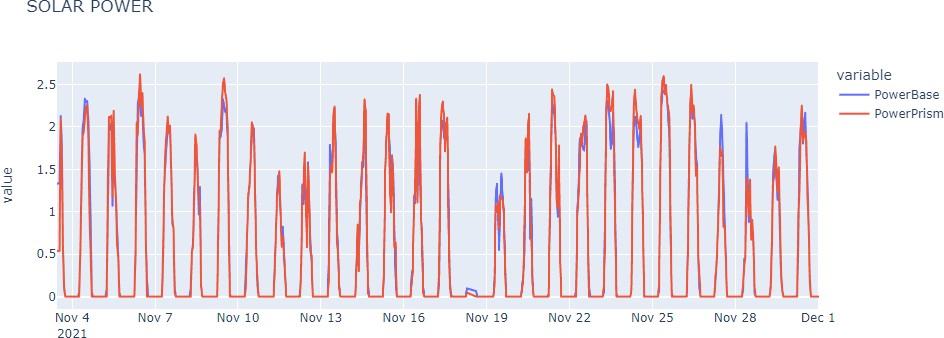 SOLAR POWER
variable
PowerBase
PowerPrism
value
2.5
2
1.5
1
0.5
0
Nov 4 Nov 7 Nov 10 Nov 13 Nov 16 Nov 19 Nov 22 Nov 25 Nov 28 Dec 1
2021